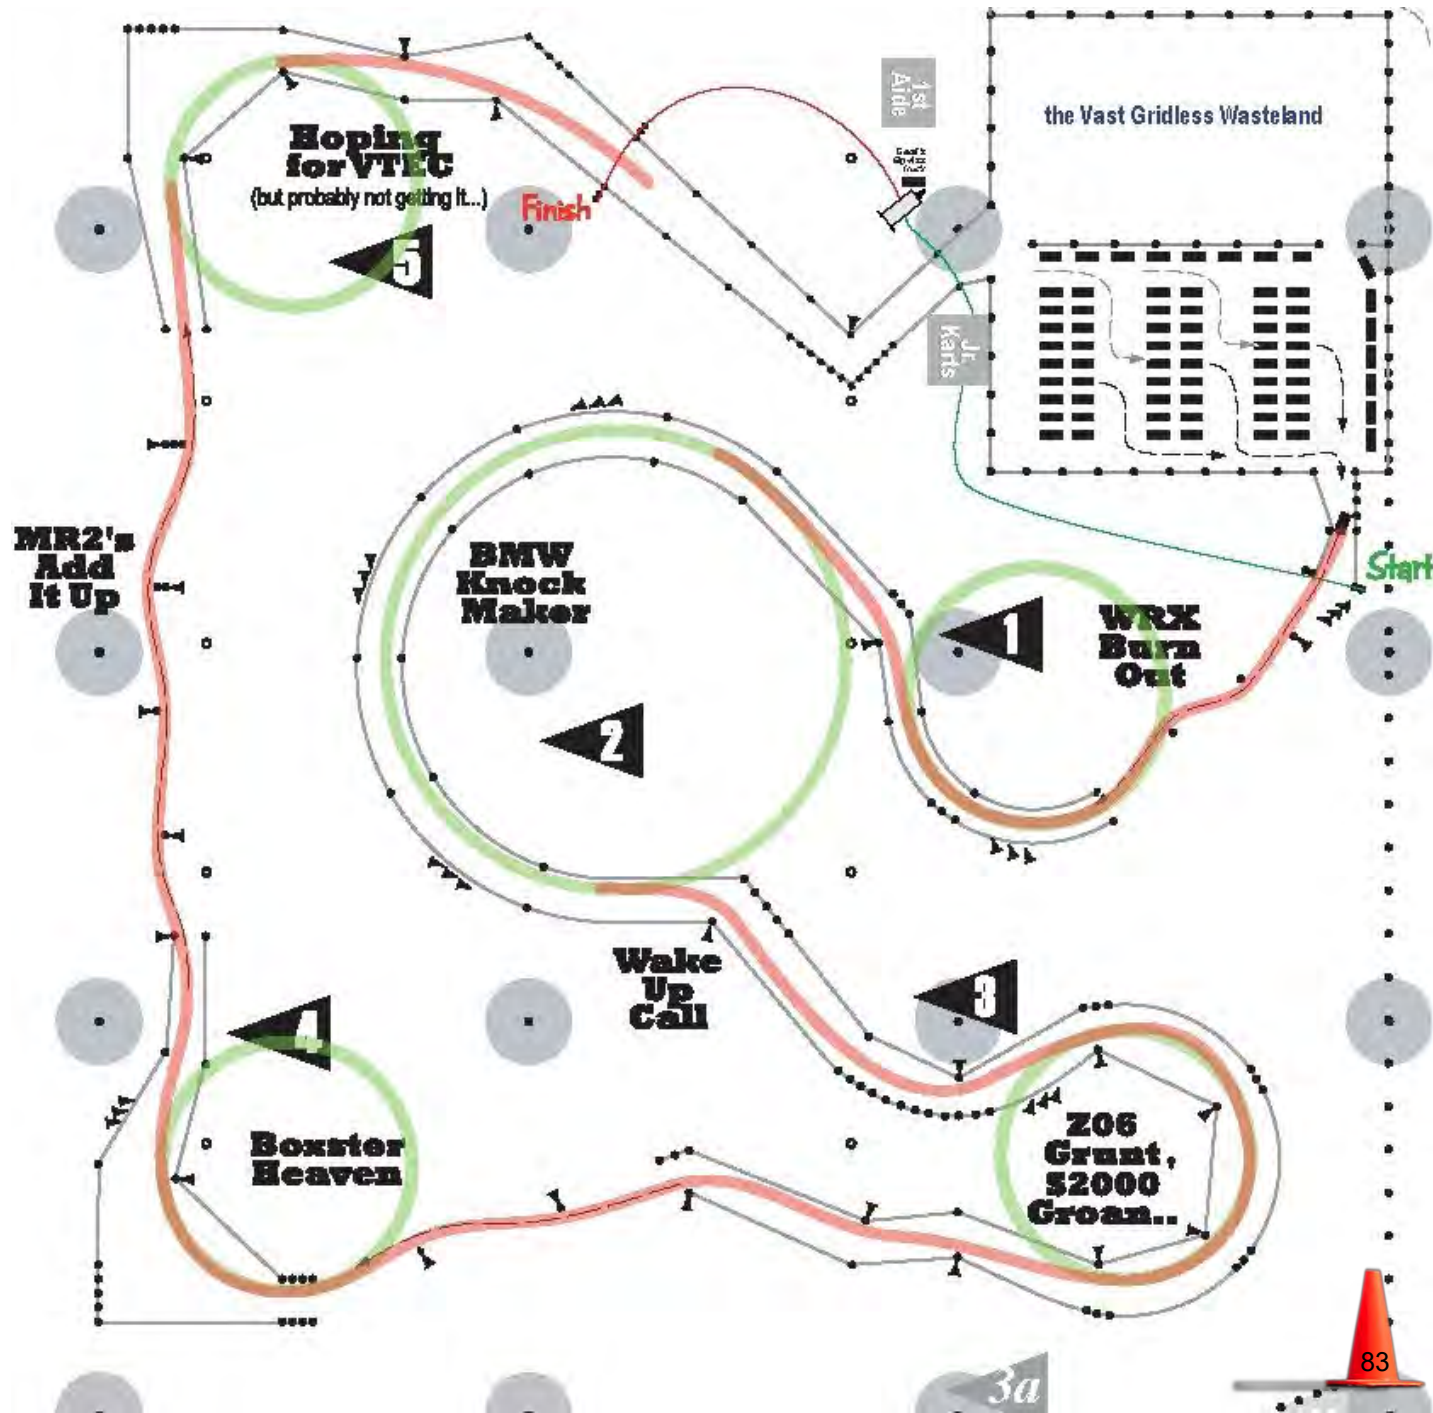 1st
Aide
the Vast Gridless Wasteland
Hoping
for VTEC
(but probably not getting it...)
Finish
5
Jr.
Karts
MR2's
Add
It Up
BMW
Knock
Maker
Start
1
WRX
Burn
Out
2
Wake
Up
Call
3
4
Boxster
Heaven
Z06
Grunt,
S2000
Groan..
83
3a